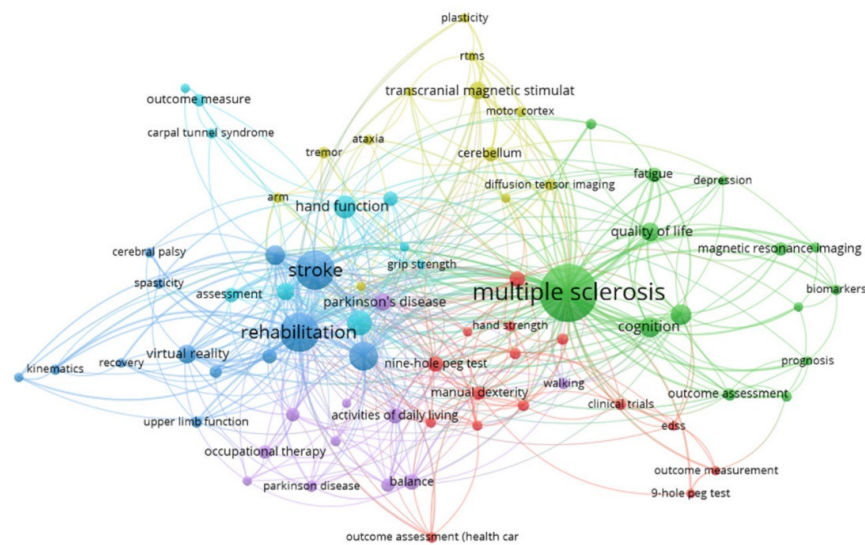 plasticity
rtms
transcranial magnetic stimulat
outcome measure
motor cortex
carpal tunnel syndrome
ataxia
tremor
cerebellum
fatigue
depression
diffusion tensor imaging
arm
hand function
quality of life
cerebral palsy
magnetic resonance imaging
stroke
grip strength
spasticity
biomarkers
assessment
parkinson's disease
multiple sclerosis
rehabilitation
hand strength
cognition
virtual reality
recovery
nine-hole peg test
prognosis
kinematics
walking
manual dexterity
outcome assessment
clinical trials
activities of daily living
upper limb function
edss
occupational therapy
outcome measurement
balance
parkinson disease
9-hole peg test
outcome assessment (health car